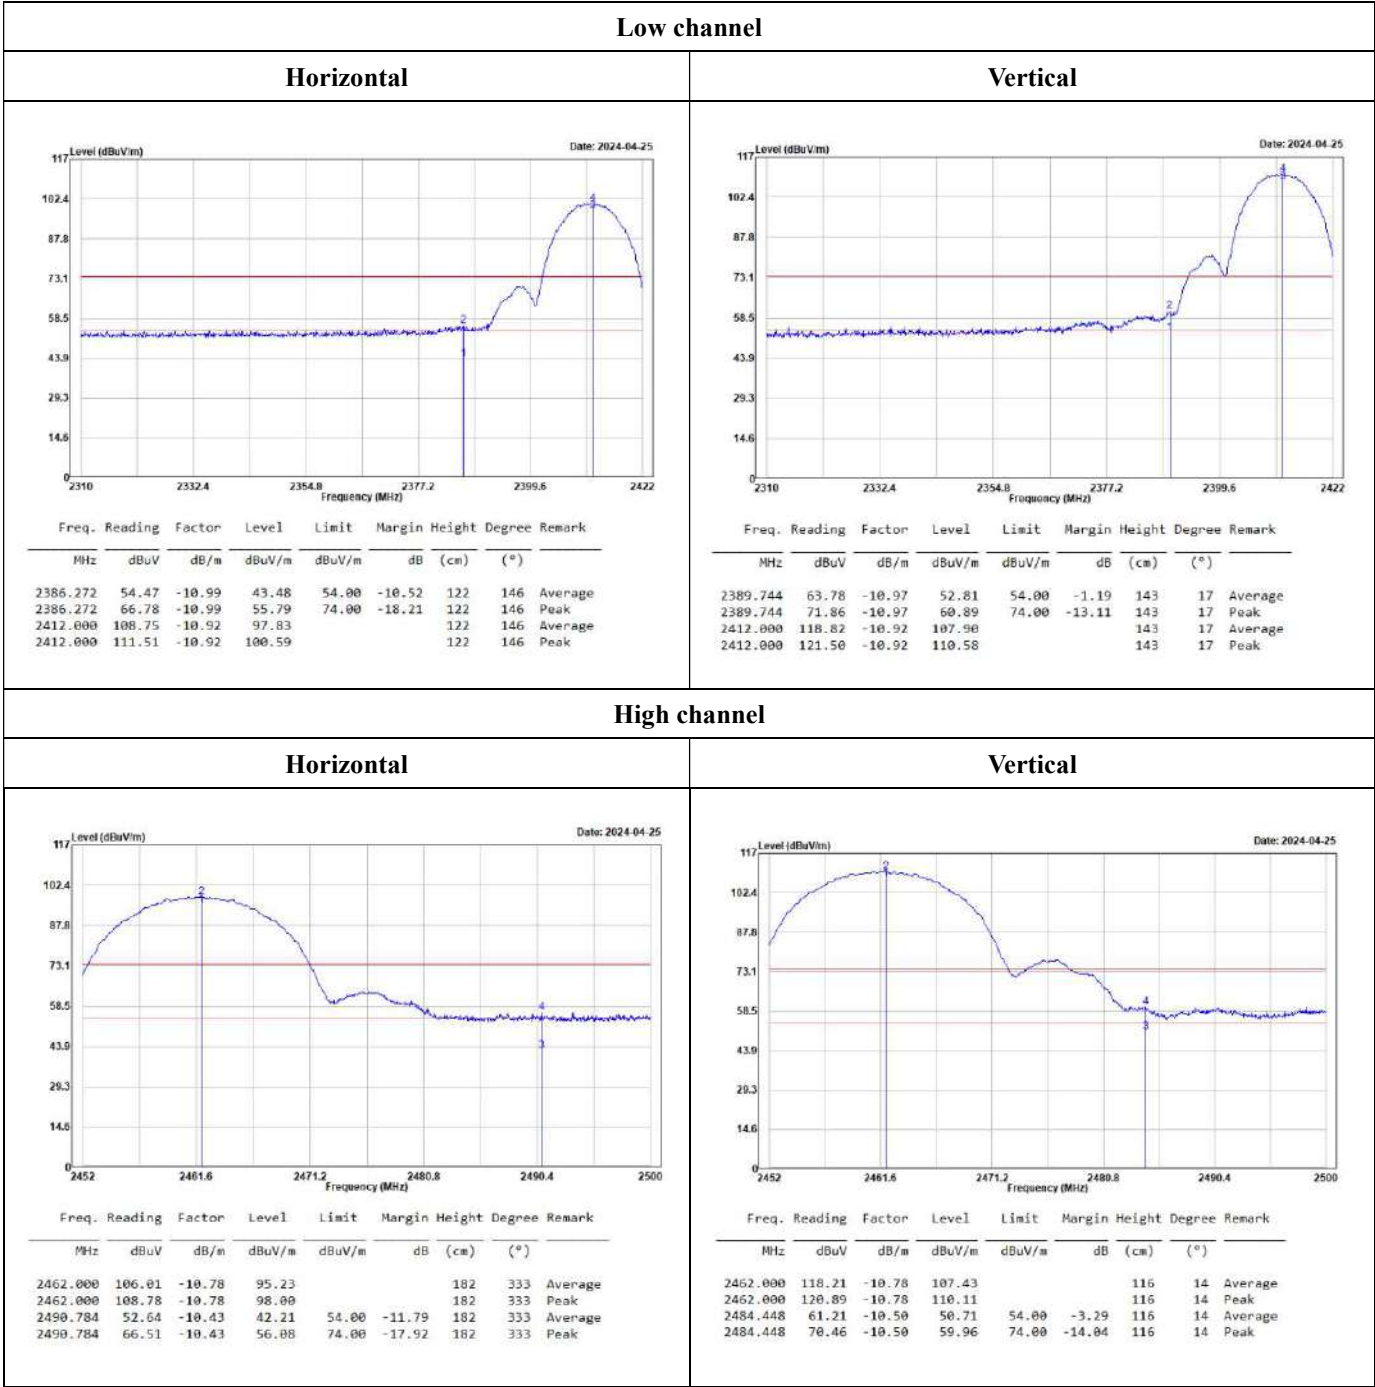 Low channel
Horizontal Vertical
Level (dBuV/m) Date: 2024-04-25
117
102.4
87.8
73.1
58.5
43.9
29.3
14.6
0
4
2
1
2310 2332.4 2354.8 2377.2 2399.6 2422
Frequency (MHz)
Freq. Reading Factor Level Limit Margin Height Degree Remark
MHz dBuV dB/m dBuV/m dBuV/m dB (cm) (°)
2386.272 54.47 -10.99 43.48 54.00 -10.52 122 146 Average
2386.272 66.78 -10.99 55.79 74.00 -18.21 122 146 Peak
2412.000 108.75 -10.92 97.83 122 146 Average
2412.000 111.51 -10.92 100.59 122 146 Peak
Level (dBuV/m) Date: 2024-04-25
117
102.4
87.8
73.1
58.5
43.9
29.3
14.6
0
4
2
1
2310 2332.4 2354.8 2377.2 2399.6 2422
Frequency (MHz)
Freq. Reading Factor Level Limit Margin Height Degree Remark
MHz dBuV dB/m dBuV/m dBuV/m dB (cm) (°)
2389.744 63.78 -10.97 52.81 54.00 -1.19 143 17 Average
2389.744 71.86 -10.97 60.89 74.00 -13.11 143 17 Peak
2412.000 118.82 -10.92 107.90 143 17 Average
2412.000 121.50 -10.92 110.58 143 17 Peak
High channel
Horizontal Vertical
Level (dBuV/m) Date: 2024-04-25
117
102.4
87.8
73.1
58.5
43.9
29.3
14.6
0
2
4
3
2452 2461.6 2471.2 2480.8 2490.4 2500
Frequency (MHz)
Freq. Reading Factor Level Limit Margin Height Degree Remark
MHz dBuV dB/m dBuV/m dBuV/m dB (cm) (°)
2462.000 106.01 -10.78 95.23 182 333 Average
2462.000 108.78 -10.78 98.00 182 333 Peak
2490.784 52.64 -10.43 42.21 54.00 -11.79 182 333 Average
2490.784 66.51 -10.43 56.08 74.00 -17.92 182 333 Peak
Level (dBuV/m) Date: 2024-04-25
117
102.4
87.8
73.1
58.5
43.9
29.3
14.6
0
2
4
3
2452 2461.6 2471.2 2480.8 2490.4 2500
Frequency (MHz)
Freq. Reading Factor Level Limit Margin Height Degree Remark
MHz dBuV dB/m dBuV/m dBuV/m dB (cm) (°)
2462.000 118.21 -10.78 107.43 116 14 Average
2462.000 120.89 -10.78 110.11 116 14 Peak
2484.448 61.21 -10.50 50.71 54.00 -3.29 116 14 Average
2484.448 70.46 -10.50 59.96 74.00 -14.04 116 14 Peak